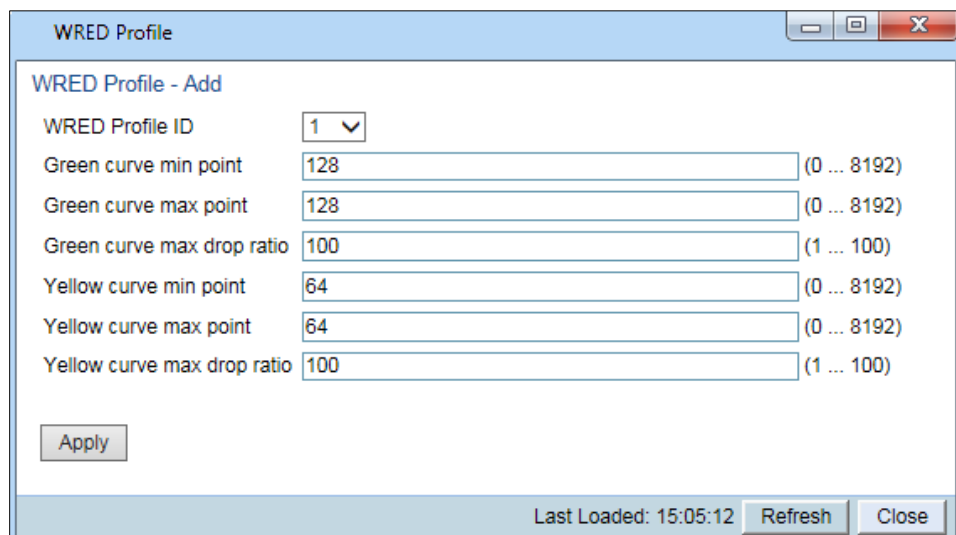 WRED Profile
WRED Profile - Add
WRED Profile ID 1
Green curve min point 128 (0 ... 8192)
Green curve max point 128 (0 ... 8192)
Green curve max drop ratio 100 (1 ... 100)
Yellow curve min point 64 (0 ... 8192)
Yellow curve max point 64 (0 ... 8192)
Yellow curve max drop ratio 100 (1 ... 100)
Apply
Last Loaded: 15:05:12 Refresh Close